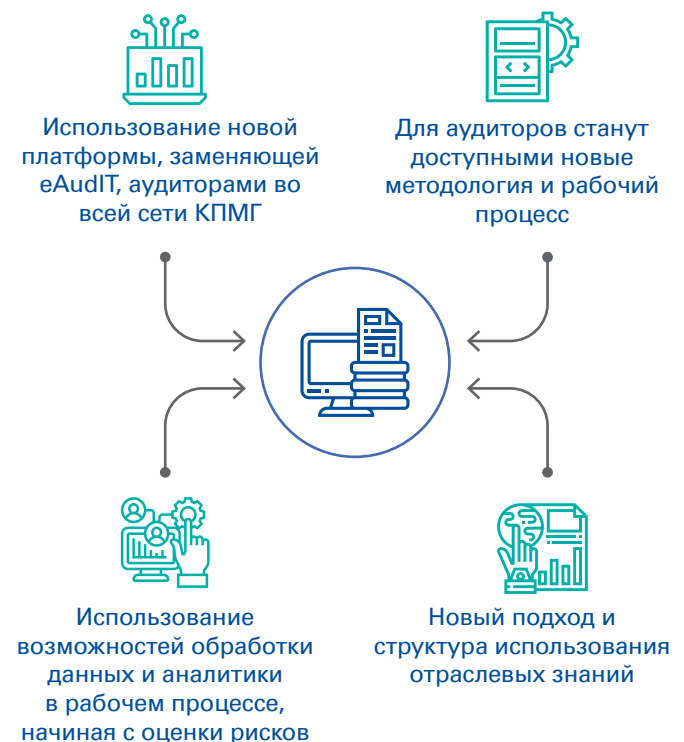 Использование новой
платформы, заменяющей
eAudIT, аудиторами во
всей сети КПМГ
Для аудиторов станут
доступными новые
методология и рабочий
процесс
Использование
возможностей обработки
данных и аналитики
в рабочем процессе,
начиная с оценки рисков
Новый подход и
структура использования
отраслевых знаний